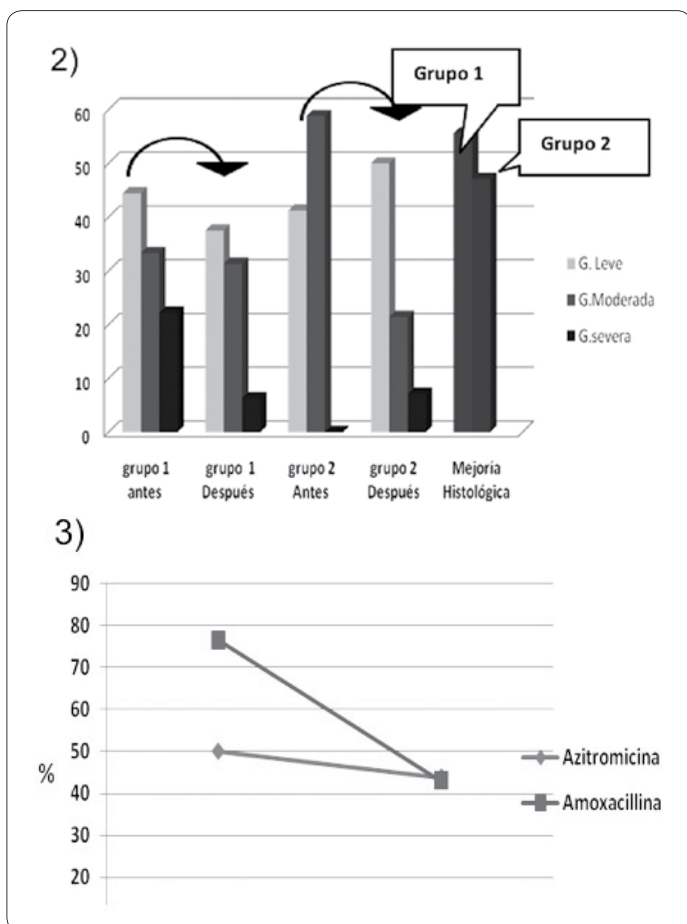 2)
Grupo 1
Grupo 2
60
50
40
30
20
10
0
G. Leve
G.Moderada
G.severa
grupo 1
antes
grupo 1
Después
grupo 2
Antes
grupo 2
Después
Mejoría
Histológica
3)
90
80
70
60
50
40
30
20
%
Azitromicina
Amoxacillina